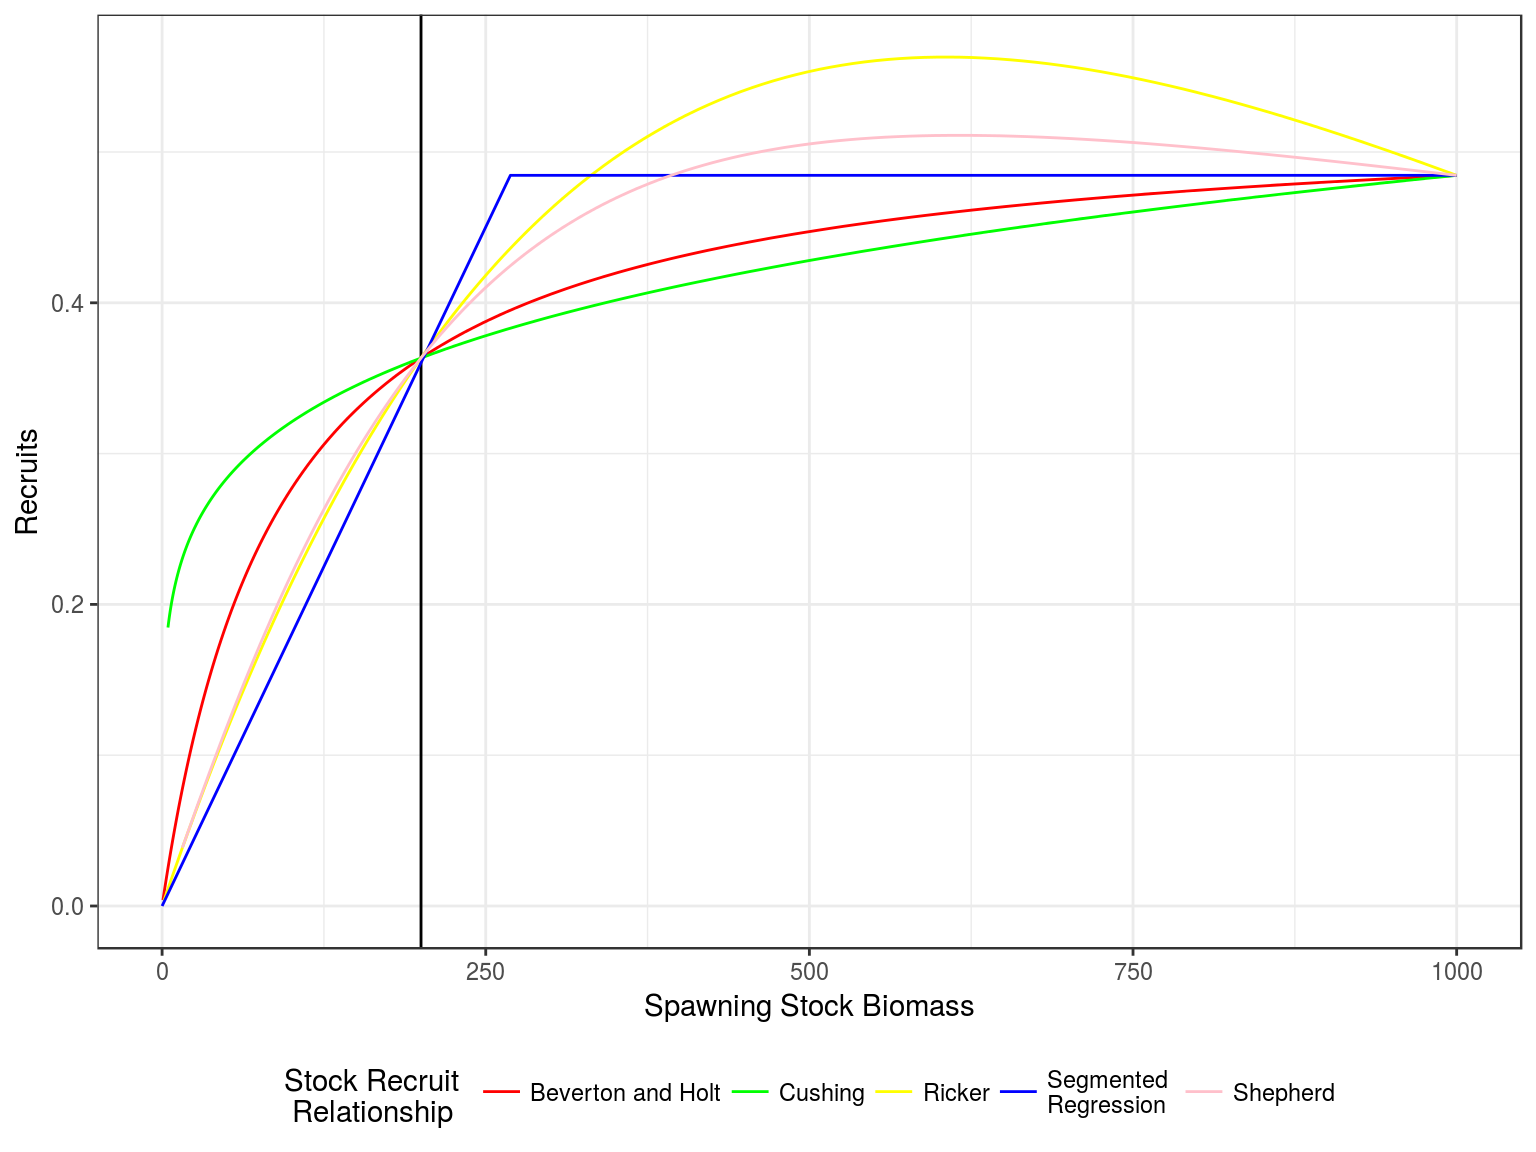 Recruits
0.4
0.2
0.0
0 250 500 750 1000
Spawning Stock Biomass
Stock Recruit
Relationship
Beverton and Holt
Cushing
Ricker
Segmented
Regression
Shepherd